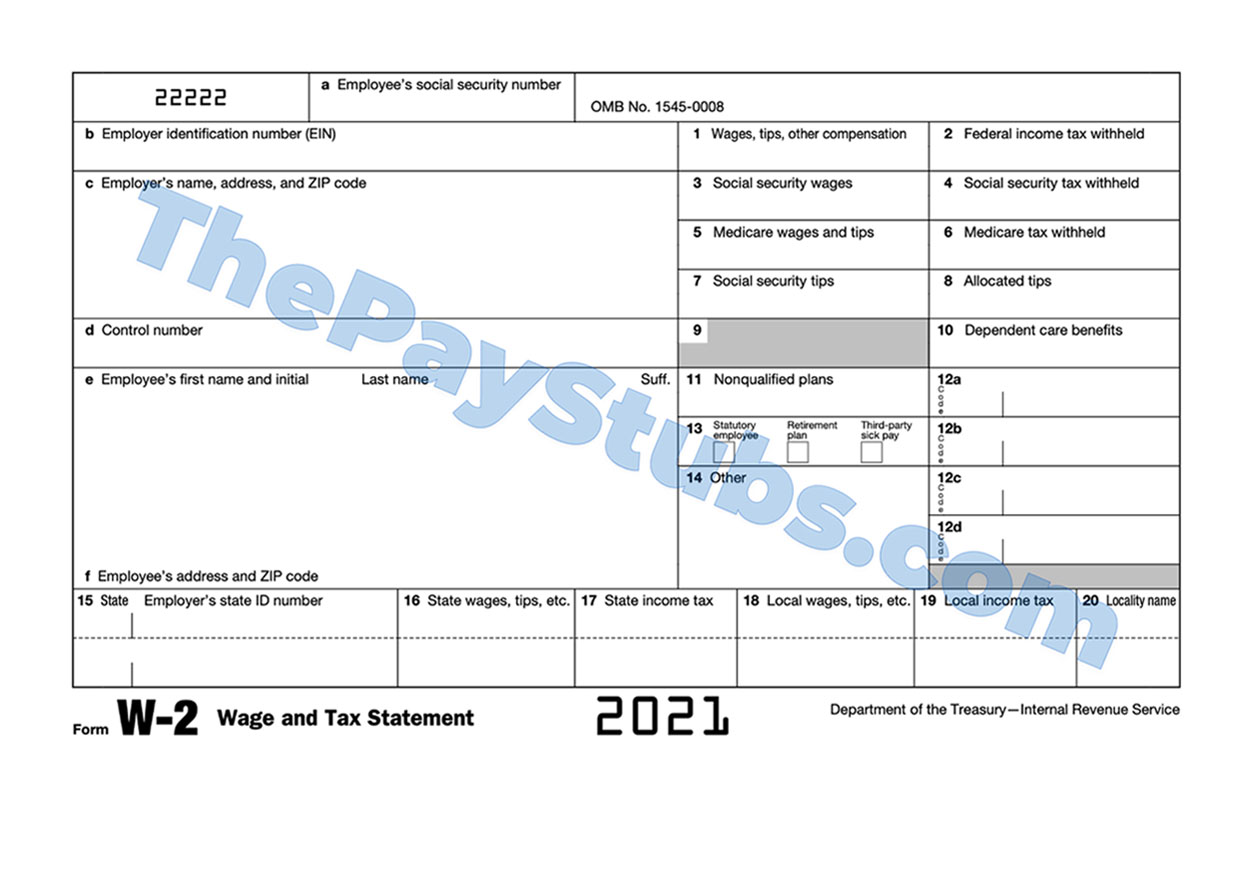 22222
a Employee's social security number
OMB No. 1545-0008
b Employer identification number (EIN)
1 Wages, tips, other compensation
2 Federal income tax withheld
c Employer's name, address, and ZIP code
3 Social security wages
4 Social security tax withheld
5 Medicare wages and tips
6 Medicare tax withheld
7 Social security tips
8 Allocated tips
d Control number
9
10 Dependent care benefits
e Employee's first name and initial Last name Suff.
11 Nonqualified plans
12a
Code
13 Statutory employee Retirement plan Third-party sick pay
12b
Code
14 Other
12c
Code
12d
Code
f Employee's address and ZIP code
15 State Employer's state ID number
16 State wages, tips, etc.
17 State income tax
18 Local wages, tips, etc.
19 Local income tax
20 Locality name
Form W-2 Wage and Tax Statement
2021
Department of the Treasury—Internal Revenue Service
ThePayStubs.com